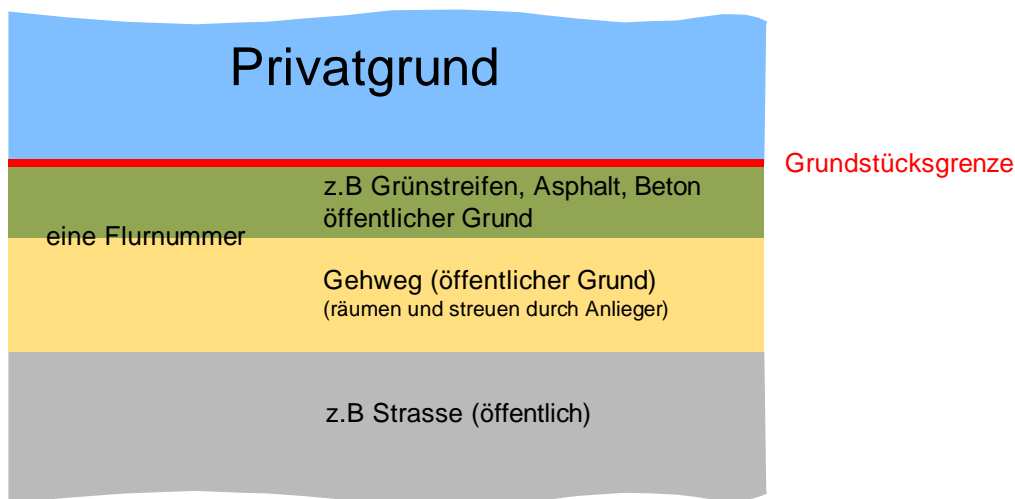 Privatgrund
Grundstücksgrenze
z.B Grünstreifen, Asphalt, Beton
öffentlicher Grund
eine Flurnummer
Gehweg (öffentlicher Grund)
(räumen und streuen durch Anlieger)
z.B Strasse (öffentlich)